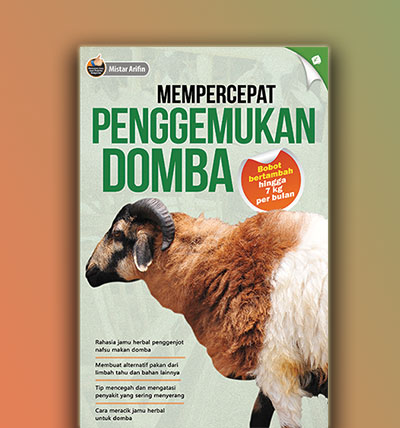 Mistar Arifin
MEMPERCEPAT
PENGGEMUKAN
DOMBA
Bobot
bertambah
hingga
7 kg
per bulan
Rahasia jamu herbal penggenjot
nafsu makan domba
Membuat alternatif pakan dari
limbah tahu dan bahan lainnya
Tip mencegah dan mengatasi
penyakit yang sering menyerang
Cara meracik jamu herbal
untuk domba